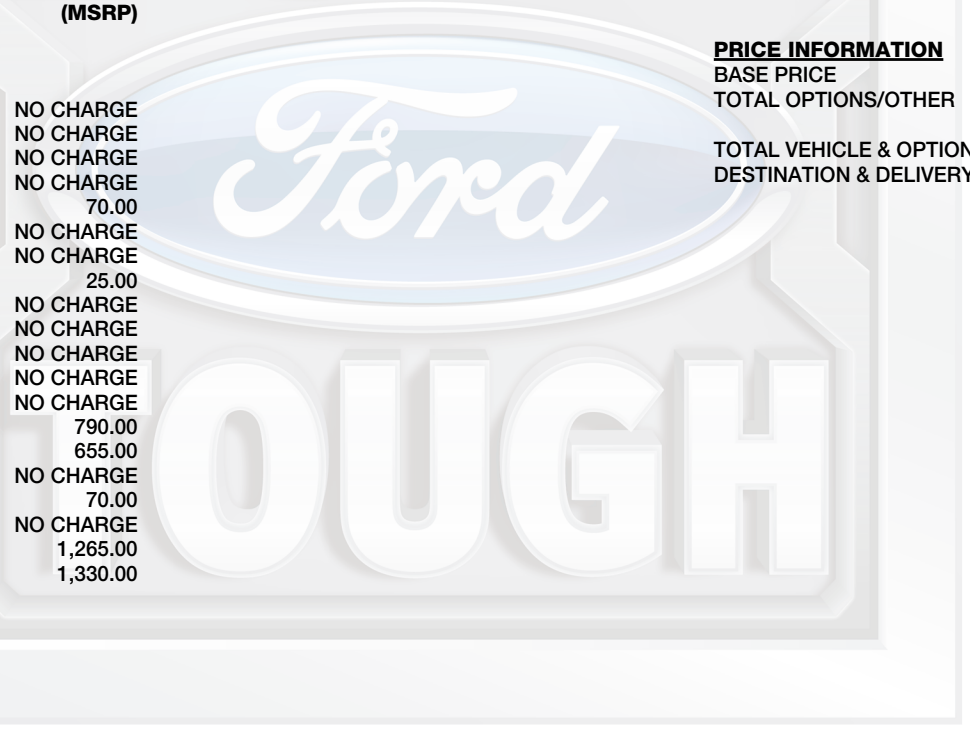 (MSRP)
NO CHARGE
NO CHARGE
NO CHARGE
NO CHARGE
70.00
NO CHARGE
NO CHARGE
25.00
NO CHARGE
NO CHARGE
NO CHARGE
NO CHARGE
NO CHARGE
790.00
655.00
NO CHARGE
70.00
NO CHARGE
1,265.00
1,330.00
PRICE INFORMATION
BASE PRICE
TOTAL OPTIONS/OTHER
TOTAL VEHICLE & OPTION
DESTINATION & DELIVERY
Ford
TOUGH